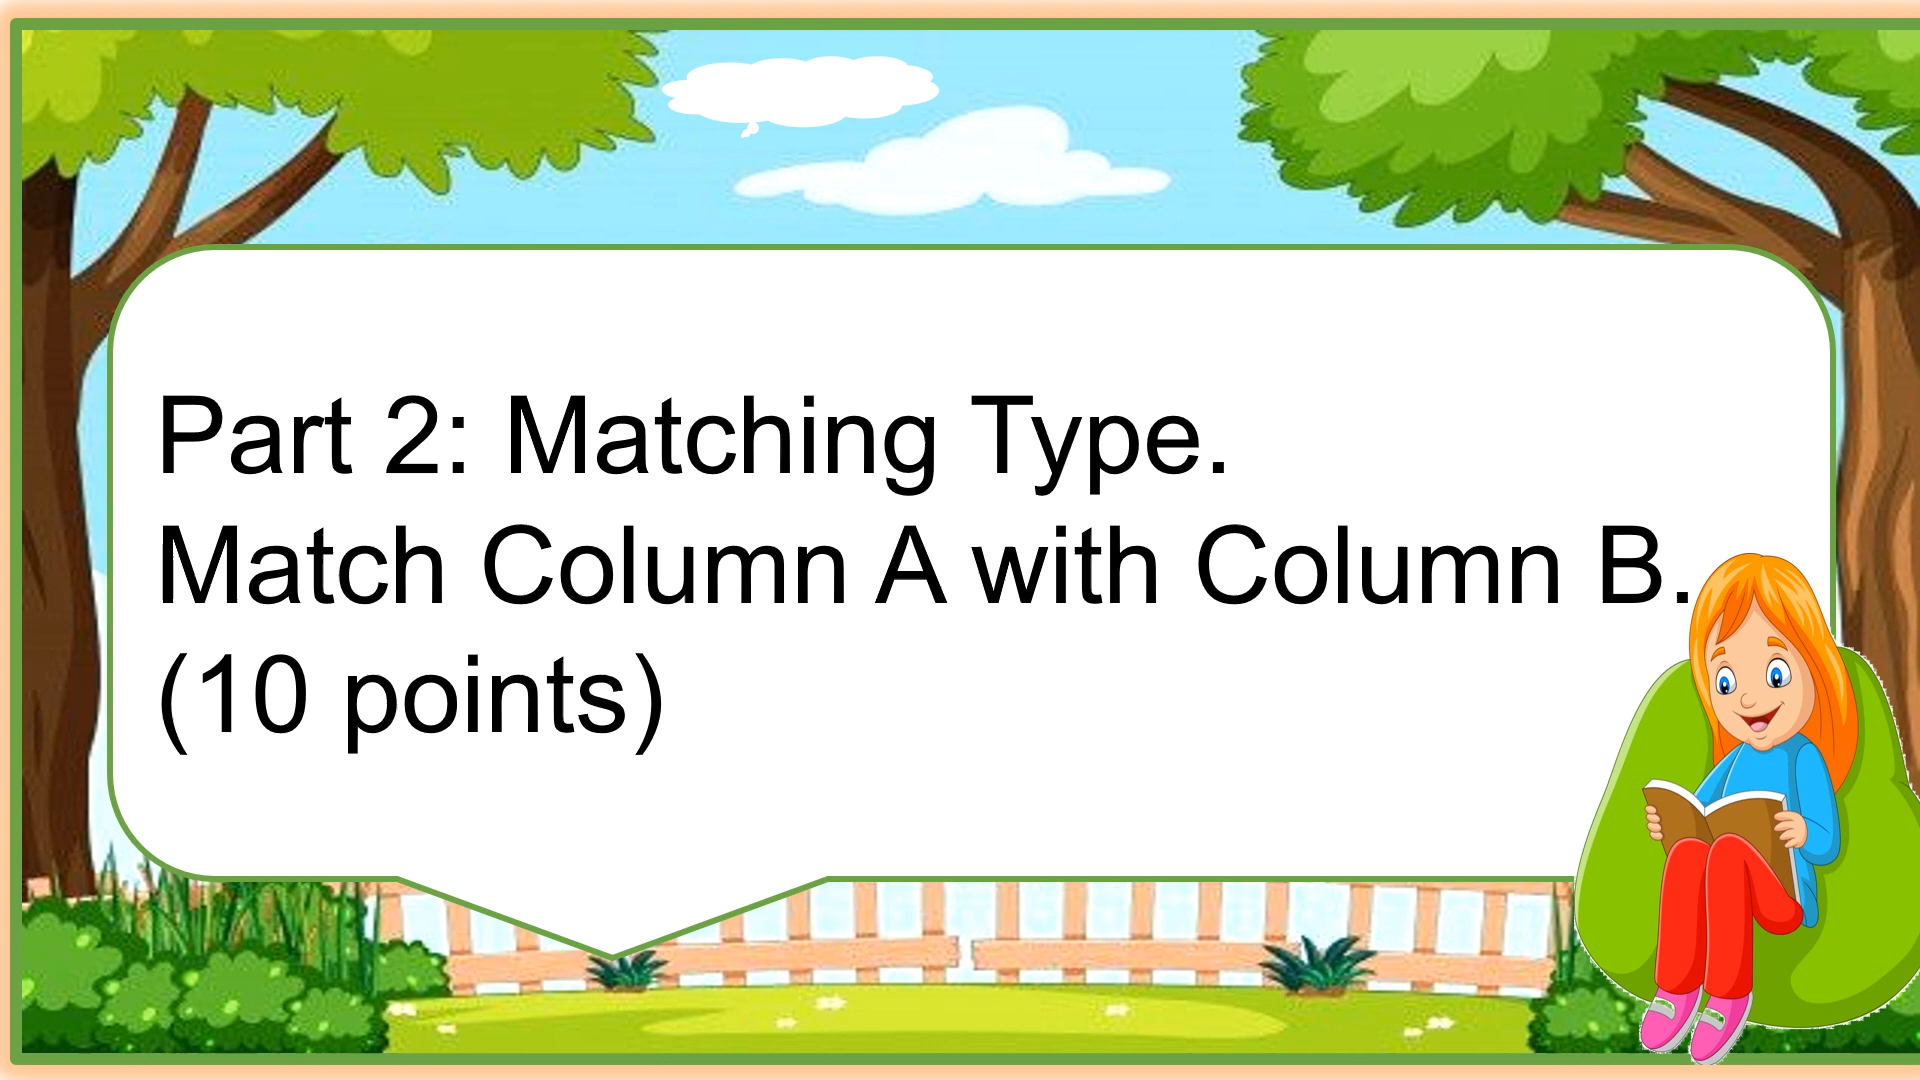 Part 2: Matching Type.
Match Column A with Column B.
(10 points)